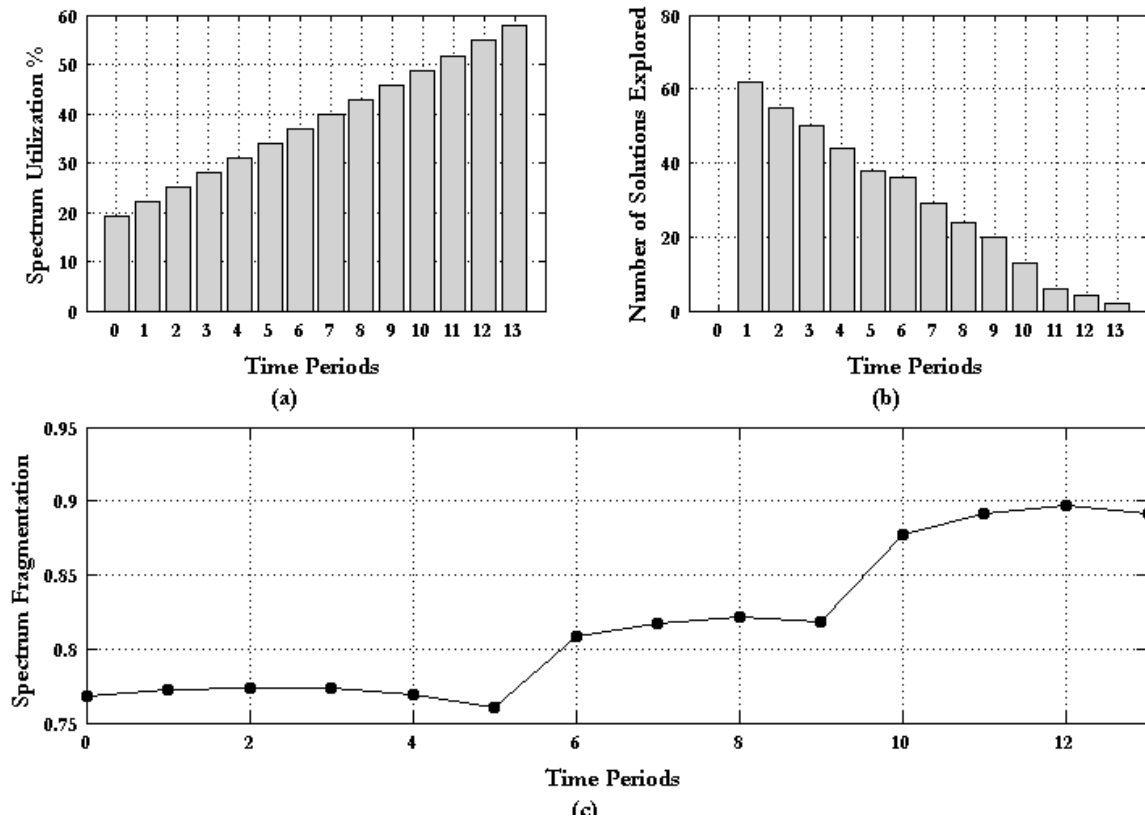 60
50
40
30
20
10
0
Spectrum Utilization %
0 1 2 3 4 5 6 7 8 9 10 11 12 13
Time Periods
(a)
80
60
40
20
0
Number of Solutions Explored
0 1 2 3 4 5 6 7 8 9 10 11 12 13
Time Periods
(b)
0.95
0.9
0.85
0.8
0.75
Spectrum Fragmentation
0 2 4 6 8 10 12
Time Periods
(c)